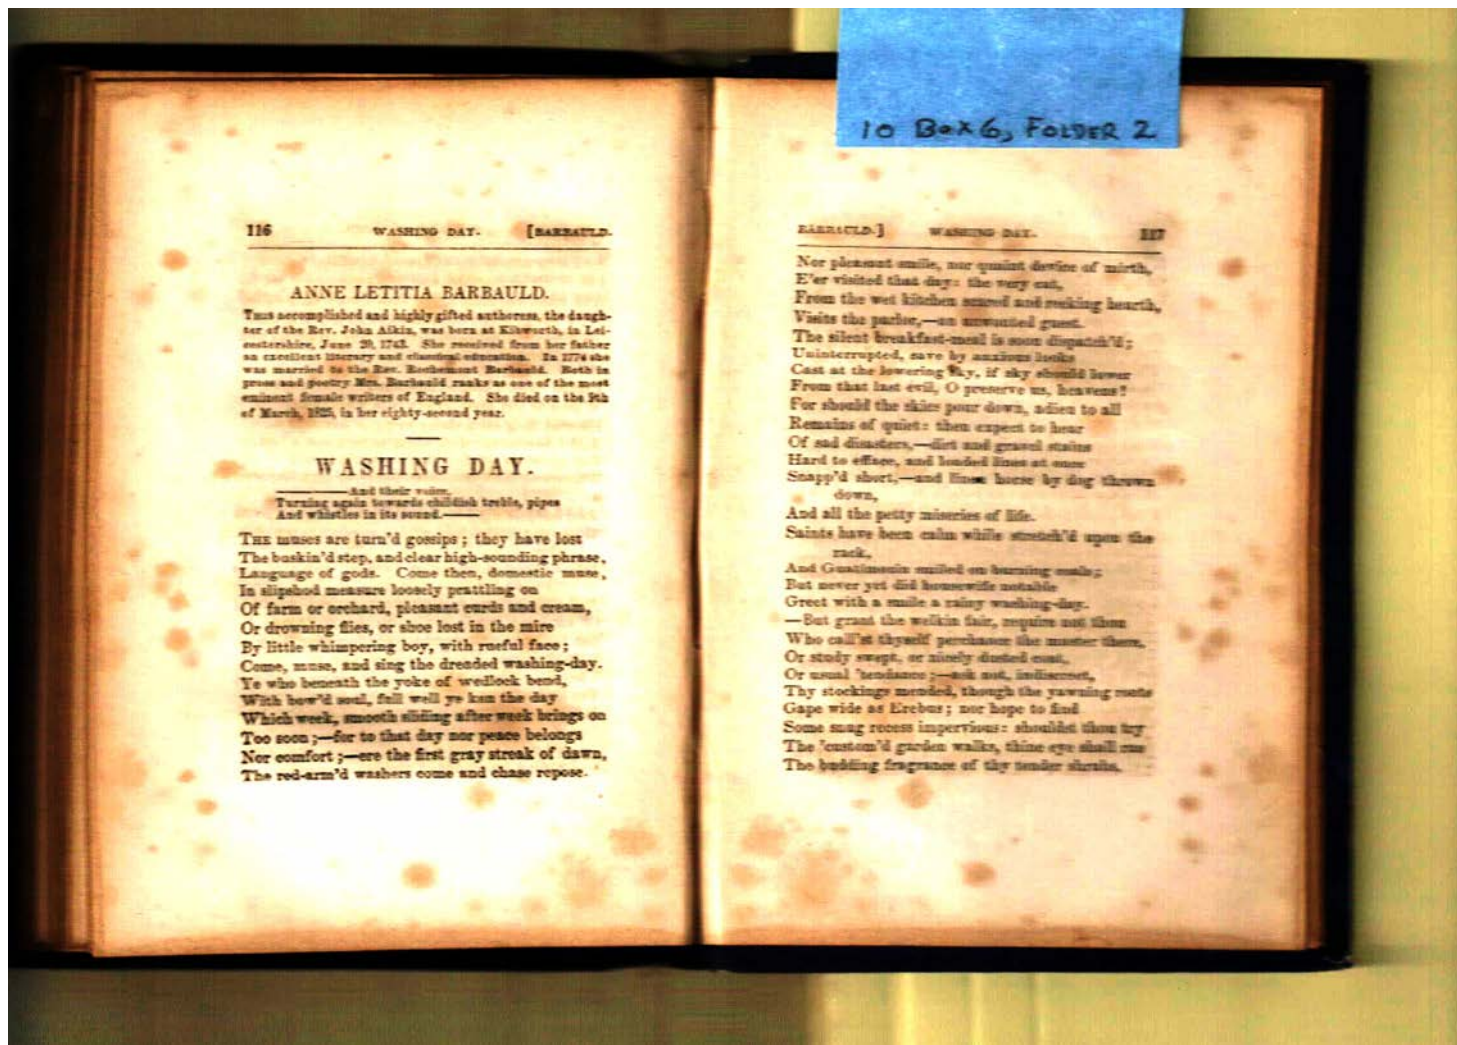 10 Box 6, FOLDER 2
116 WASHING DAY. [BARBAULD.
ANNE LETITIA BARBAULD.
THIS accomplished and highly gifted authoress, the daugh-
ter of the Rev. John Aikin, was born at Kibworth, in Lei-
cestershire, June 20, 1743. She received from her father
an excellent literary and classical education. In 1774 she
was married to the Rev. Rochemont Barbauld. Both in
prose and poetry Mrs. Barbauld ranks as one of the most
eminent female writers of England. She died on the 9th
of March, 1825, in her eighty-second year.
WASHING DAY.
———And their voice,
Turning again towards childish treble, pipes
And whistles in its sound.———
THE muses are turn'd gossips; they have lost
The buskin'd step, and clear high-sounding phrase,
Language of gods. Come then, domestic muse,
In slipshod measure loosely prattling on
Of farm or orchard, pleasant curds and cream,
Or drowning flies, or shoe lost in the mire
By little whimpering boy, with rueful face;
Come, muse, and sing the dreaded washing-day.
Ye who beneath the yoke of wedlock bend,
With bow'd soul, full well ye ken the day
Which week, smooth sliding after week brings on
Too soon;—for to that day nor peace belongs
Nor comfort;—ere the first gray streak of dawn,
The red-arm'd washers come and chase repose.
BARBAULD.] WASHING DAY. 117
Nor pleasant smile, nor quaint device of mirth,
E'er visited that day: the very cat,
From the wet kitchen scared and reeking hearth,
Visits the parlor,—an unwonted guest.
The silent breakfast-meal is soon dispatch'd;
Uninterrupted, save by anxious looks
Cast at the lowering sky, if sky should lower
From that last evil, O preserve us, heavens!
For should the skies pour down, adieu to all
Remains of quiet: then expect to hear
Of sad disasters,—dirt and gravel stains
Hard to efface, and loaded lines at once
Snapp'd short,—and linen horse by dog thrown
down,
And all the petty miseries of life.
Saints have been calm while stretch'd upon the
rack,
And Guatimozin smiled on burning coals;
But never yet did housewife notable
Greet with a smile a rainy washing-day.
—But grant the welkin fair, require not thou
Who call'st thyself perchance the master there,
Or study swept, or nicely dusted coat,
Or usual 'tendance;—ask not, indiscreet,
Thy stockings mended, though the yawning rents
Gape wide as Erebus; nor hope to find
Some snug recess impervious: shouldst thou try
The 'custom'd garden walks, thine eye shall rue
The budding fragrance of thy tender shrubs,